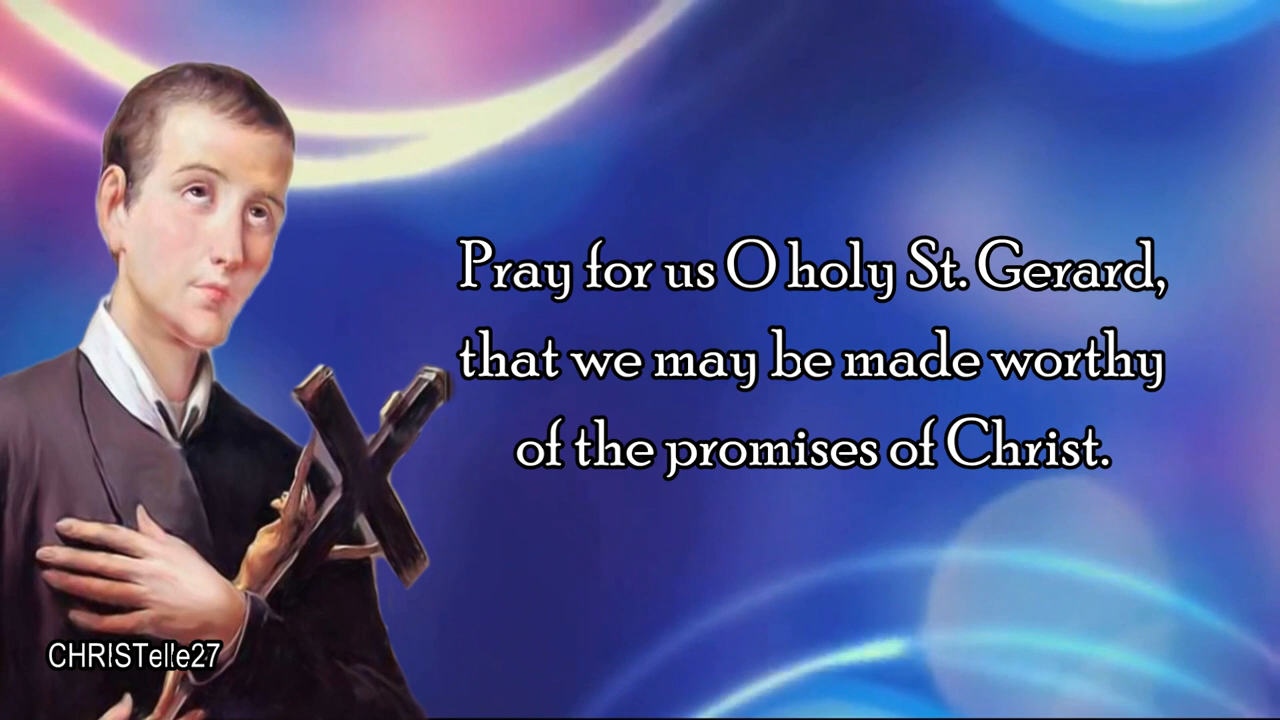 Pray for us O holy St. Gerard,
that we may be made worthy
of the promises of Christ.
CHRISTelle27